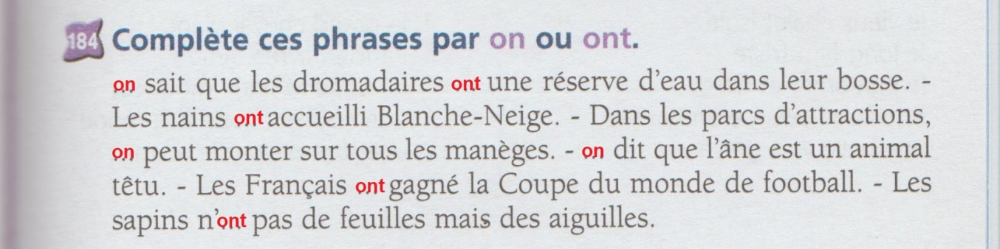 184 Complète ces phrases par on ou ont.
on sait que les dromadaires ont une réserve d'eau dans leur bosse. -
Les nains ont accueilli Blanche-Neige. - Dans les parcs d'attractions,
on peut monter sur tous les manèges. - on dit que l'âne est un animal
têtu. - Les Français ont gagné la Coupe du monde de football. - Les
sapins n'ont pas de feuilles mais des aiguilles.